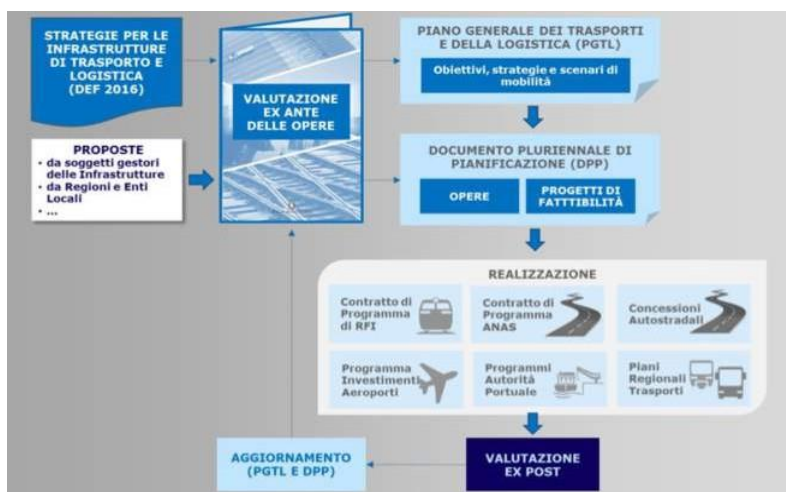 STRATEGIE PER LE
INFRASTRUTTURE
DI TRASPORTO E
LOGISTICA
(DEF 2016)
PROPOSTE
• da soggetti gestori
delle Infrastrutture
• da Regioni e Enti
Locali
• ...
VALUTAZIONE
EX ANTE
DELLE OPERE
PIANO GENERALE DEI TRASPORTI
E DELLA LOGISTICA (PGTL)
Obiettivi, strategie e scenari di
mobilità
DOCUMENTO PLURIENNALE DI
PIANIFICAZIONE (DPP)
OPERE
PROGETTI DI
FATTTIBILITÀ
REALIZZAZIONE
Contratto di
Programma
di RFI
Contratto di
Programma
ANAS
Concessioni
Autostradali
Programma
Investimenti
Aeroporti
Programmi
Autorità
Portuale
Piani
Regionali
Trasporti
AGGIORNAMENTO
(PGTL E DPP)
VALUTAZIONE
EX POST